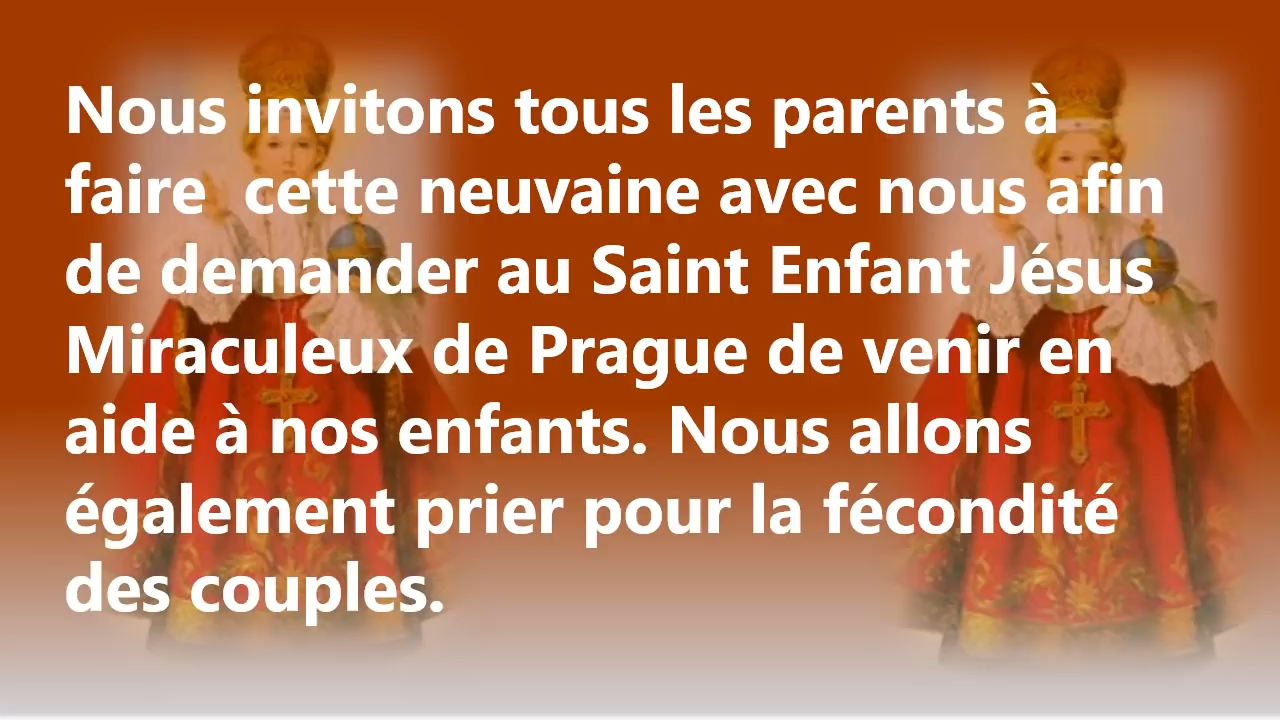 Nous invitons tous les parents à
faire  cette neuvaine avec nous afin
de demander au Saint Enfant Jésus
Miraculeux de Prague de venir en
aide à nos enfants. Nous allons
également prier pour la fécondité
des couples.